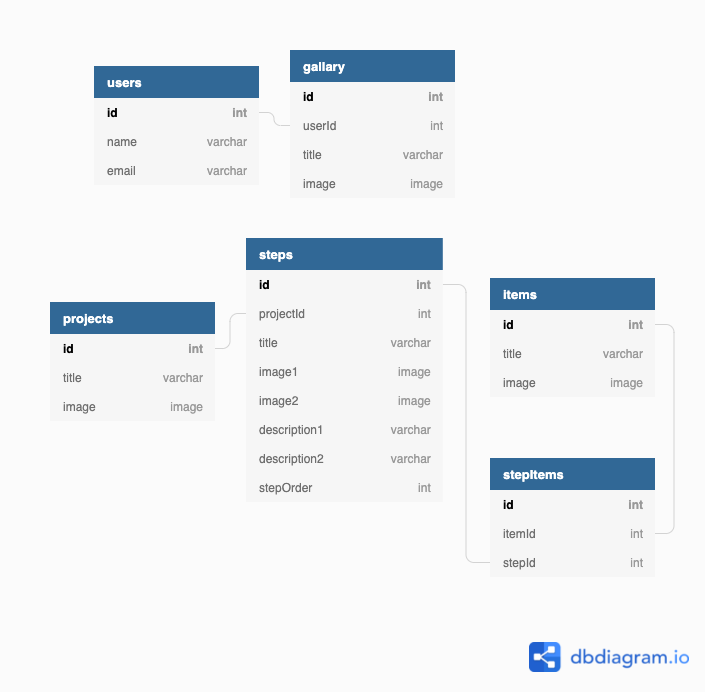 users
id int
name varchar
email varchar
gallary
id int
userId int
title varchar
image image
steps
id int
projectId int
title varchar
image1 image
image2 image
description1 varchar
description2 varchar
stepOrder int
projects
id int
title varchar
image image
items
id int
title varchar
image image
stepItems
id int
itemId int
stepId int
dbdiagram.io